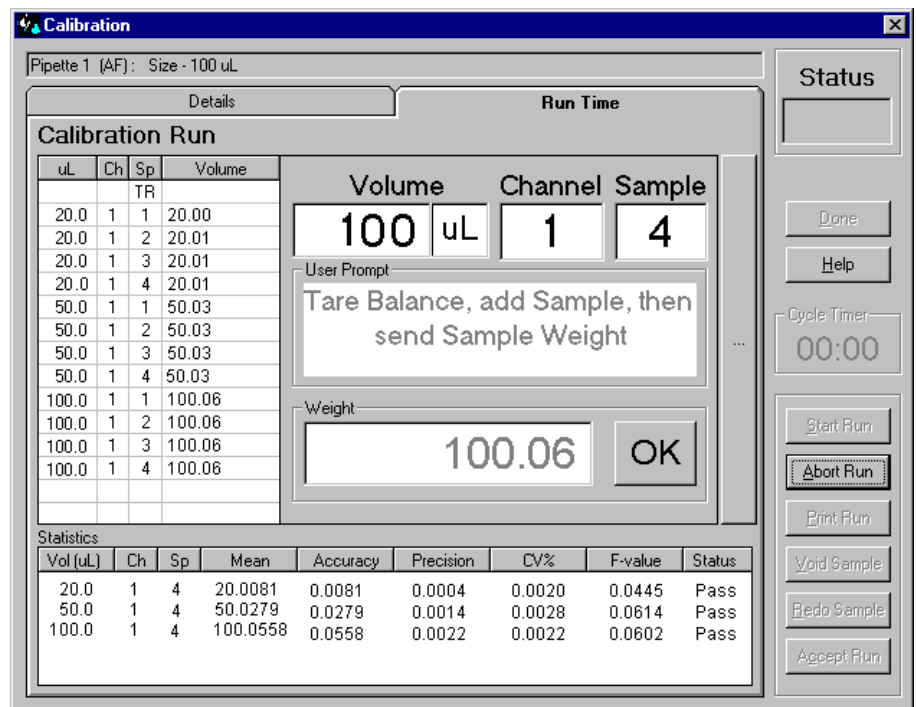 Calibration
Pipette 1 (AF) : Size - 100 uL
Details
Run Time
Calibration Run
uL Ch Sp Volume
TR
20.0 1 1 20.00
20.0 1 2 20.01
20.0 1 3 20.01
20.0 1 4 20.01
50.0 1 1 50.03
50.0 1 2 50.03
50.0 1 3 50.03
50.0 1 4 50.03
100.0 1 1 100.06
100.0 1 2 100.06
100.0 1 3 100.06
100.0 1 4 100.06
Volume Channel Sample
100 uL 1 4
User Prompt
Tare Balance, add Sample, then
send Sample Weight
Weight
100.06 OK
...
Statistics
Vol (uL) Ch Sp Mean Accuracy Precision CV% F-value Status
20.0 1 4 20.0081 0.0081 0.0004 0.0020 0.0445 Pass
50.0 1 4 50.0279 0.0279 0.0014 0.0028 0.0614 Pass
100.0 1 4 100.0558 0.0558 0.0022 0.0022 0.0602 Pass
Status
Done
Help
Cycle Timer
00:00
Start Run
Abort Run
Print Run
Void Sample
Redo Sample
Accept Run